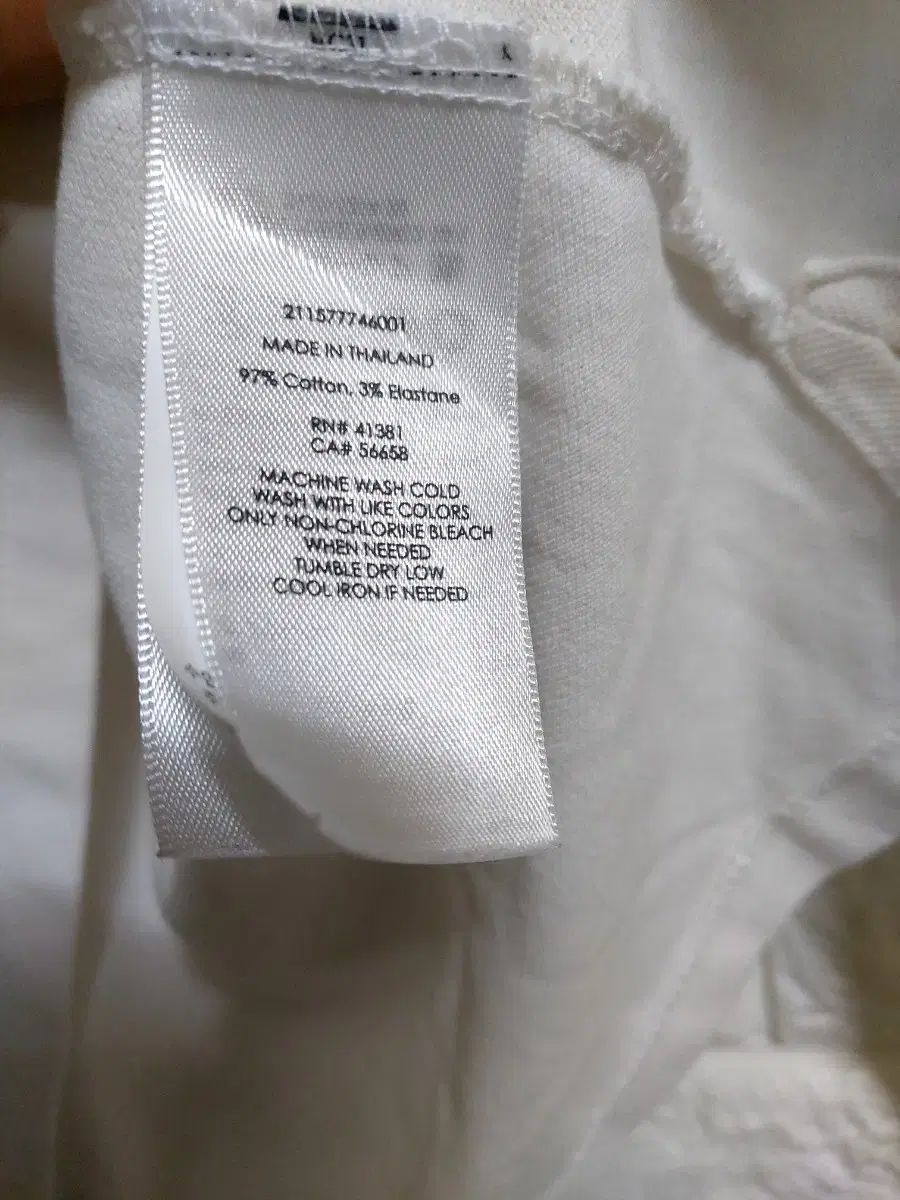 211577746001
MADE IN THAILAND
97% Cotton, 3% Elastane
RN# 41381
CA# 56658
MACHINE WASH COLD
WASH WITH LIKE COLORS
ONLY NON-CHLORINE BLEACH
WHEN NEEDED
TUMBLE DRY LOW
COOL IRON IF NEEDED